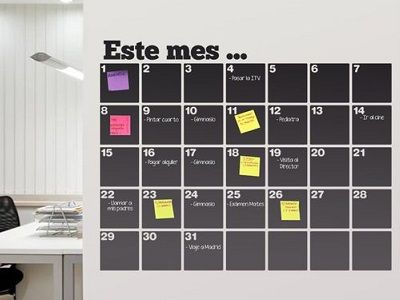 Este mes ...
1 2 3 4 5 6 7
- Pasar la ITV
8 9 10 11 12 13 14
- Pintar cuarto - Gimnasio - Pediatra - Ir al cine
15 16 17 18 19 20 21
- Pagar alquiler - Gimnasio - Visita al
Director
22 23 24 25 26 27 28
- Llamar a
mis padres
- Gimnasio - Exámen Mates
29 30 31
- Viaje a Madrid